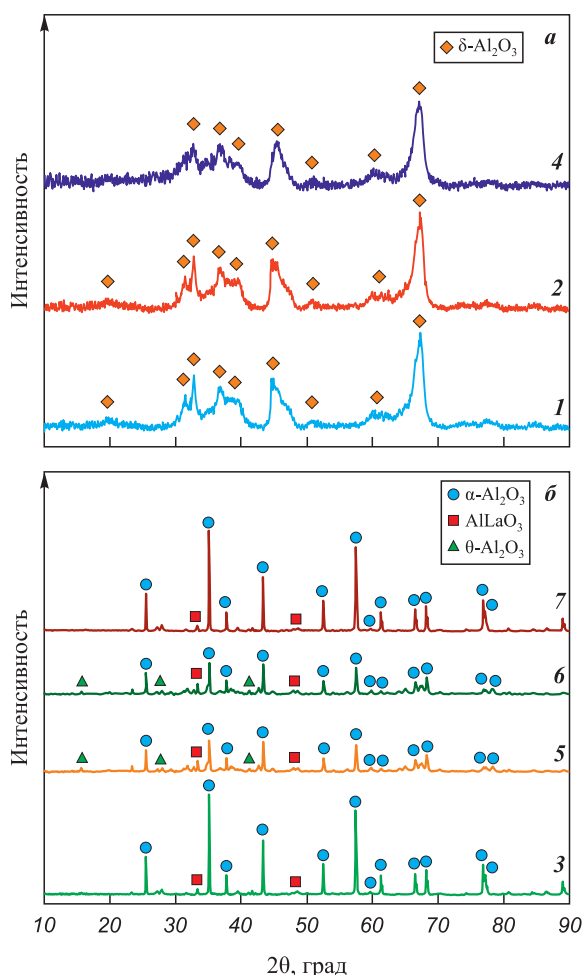 а
δ-Al₂O₃
4
2
1
Интенсивность
б
α-Al₂O₃
AlLaO₃
θ-Al₂O₃
7
6
5
3
Интенсивность
10 20 30 40 50 60 70 80 90
2θ, град